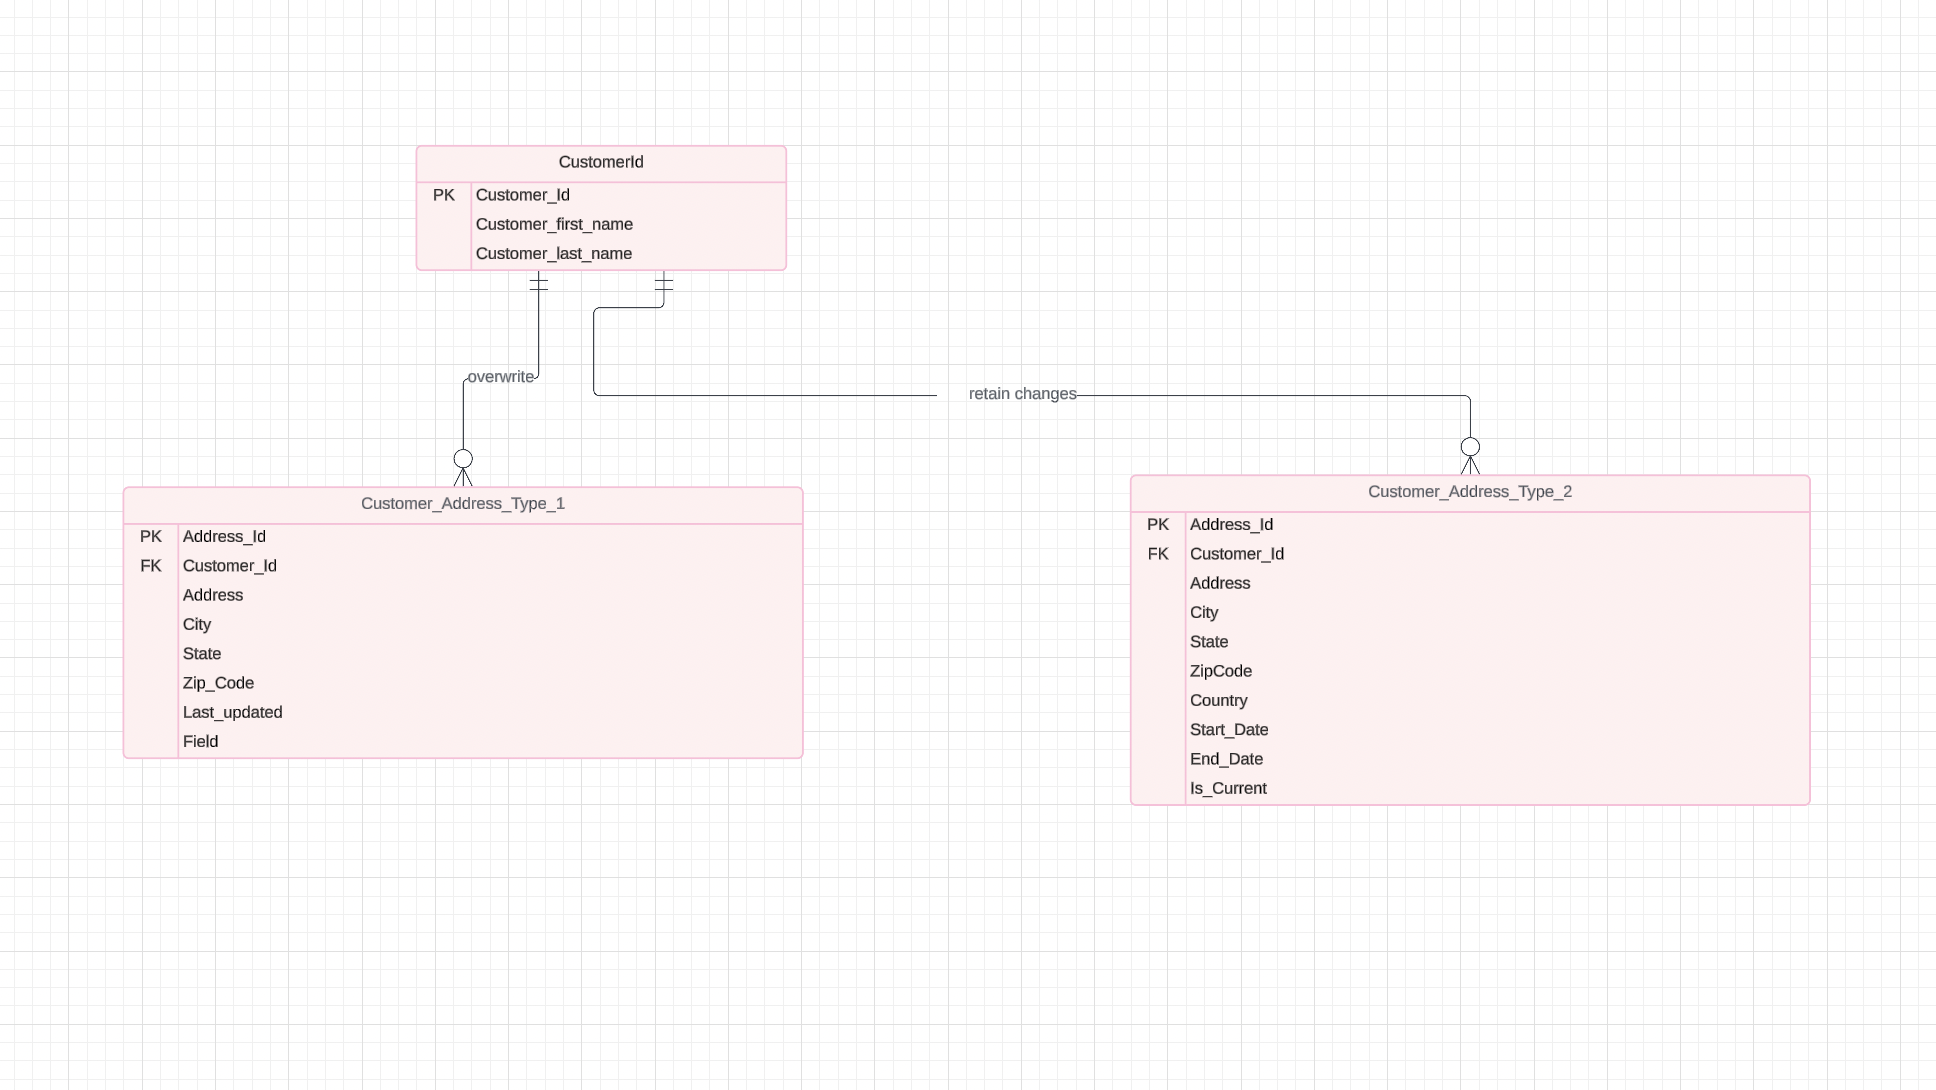 CustomerId
PK Customer_Id
Customer_first_name
Customer_last_name
overwrite
retain changes
Customer_Address_Type_1
PK Address_Id
FK Customer_Id
Address
City
State
Zip_Code
Last_updated
Field
Customer_Address_Type_2
PK Address_Id
FK Customer_Id
Address
City
State
ZipCode
Country
Start_Date
End_Date
Is_Current